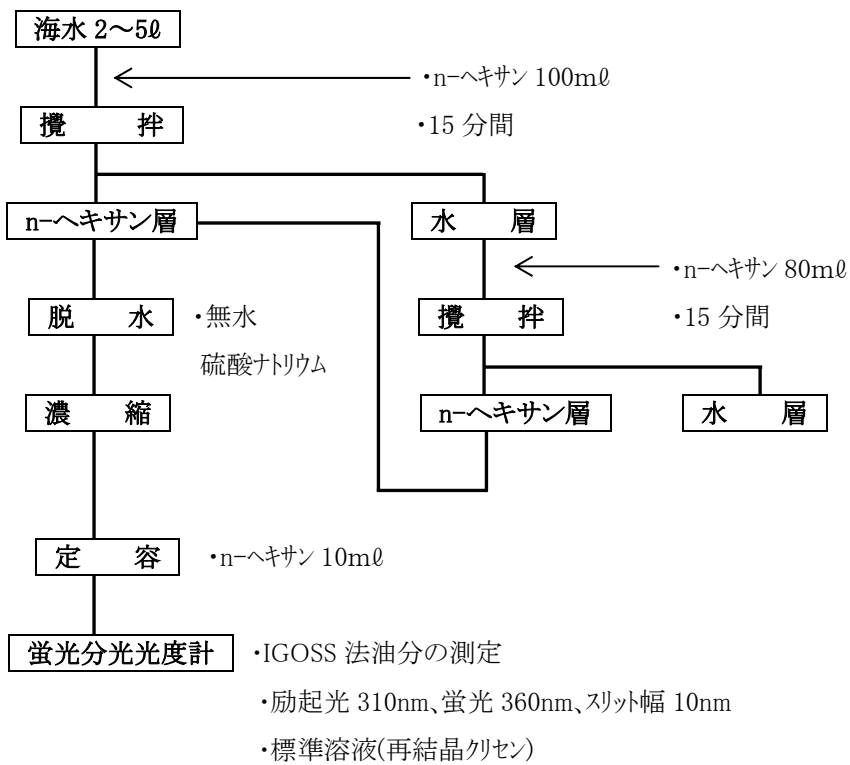 海水 2～5ℓ
・n-ヘキサン 100mℓ
攪　　拌
・15 分間
n-ヘキサン層
水　　層
・n-ヘキサン 80mℓ
脱　　水
・無水
硫酸ナトリウム
攪　　拌
・15 分間
濃　　縮
n-ヘキサン層
水　　層
定　　容
・n-ヘキサン 10mℓ
蛍光分光光度計
・IGOSS 法油分の測定
・励起光 310nm、蛍光 360nm、スリット幅 10nm
・標準溶液(再結晶クリセン)